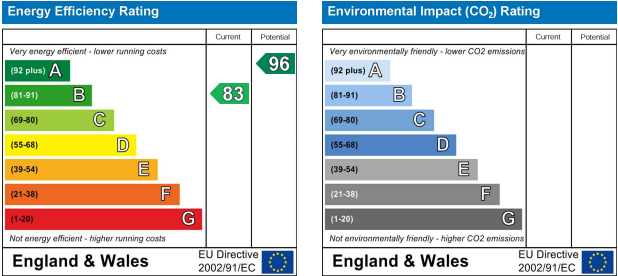 Energy Efficiency Rating
Current Potential
Very energy efficient - lower running costs
(92 plus) A
(81-91) B
(69-80) C
(55-68) D
(39-54) E
(21-38) F
(1-20) G
83
96
Not energy efficient - higher running costs
England & Wales
EU Directive
2002/91/EC
Environmental Impact (CO₂) Rating
Current Potential
Very environmentally friendly - lower CO2 emissions
(92 plus) A
(81-91) B
(69-80) C
(55-68) D
(39-54) E
(21-38) F
(1-20) G
Not environmentally friendly - higher CO2 emissions
England & Wales
EU Directive
2002/91/EC